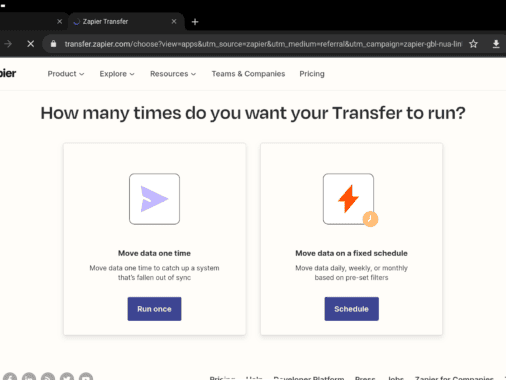 Zapier Transfer
transfer.zapier.com/choose?view=apps&utm_source=zapier&utm_medium=referral&utm_campaign=zapier-gbl-nua-lin
Product Explore Resources Teams & Companies Pricing
How many times do you want your Transfer to run?
Move data one time
Move data one time to catch up a system
that's fallen out of sync
Run once
Move data on a fixed schedule
Move data daily, weekly, or monthly
based on pre-set filters
Schedule
Pricing Help Developer Platform Press Jobs Zapier for Companies